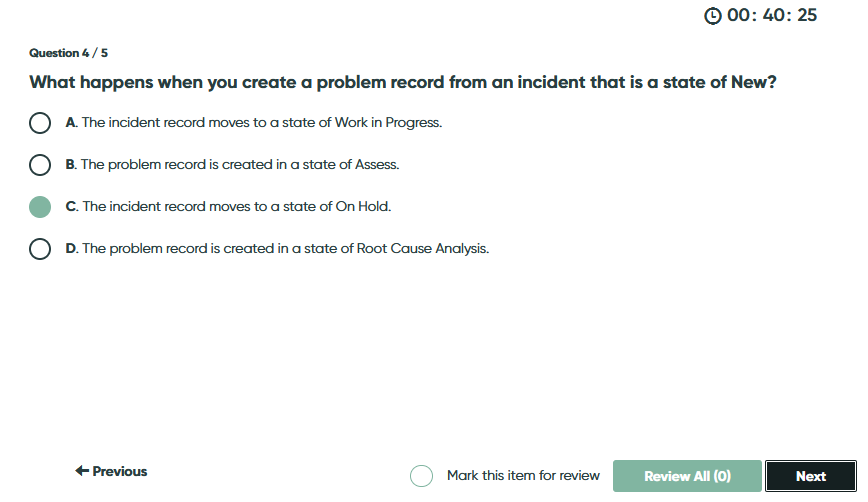 00: 40: 25
Question 4 / 5
What happens when you create a problem record from an incident that is a state of New?
A. The incident record moves to a state of Work in Progress.
B. The problem record is created in a state of Assess.
C. The incident record moves to a state of On Hold.
D. The problem record is created in a state of Root Cause Analysis.
Previous
Mark this item for review
Review All (0)
Next